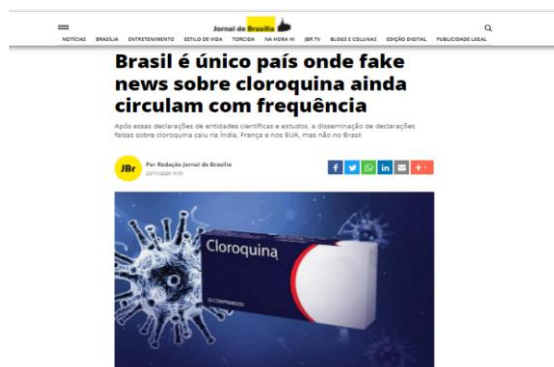 Jornal de Brasília
NOTÍCIAS BRASÍLIA ENTRETENIMENTO ESTILO DE VIDA TORCIDA NA HORA H! JBR TV BLOGS E COLUNAS EDIÇÃO DIGITAL PUBLICIDADE LEGAL
Brasil é único país onde fake
news sobre cloroquina ainda
circulam com frequência
Após essas declarações de entidades científicas e estudos, a disseminação de declarações
falsas sobre cloroquina caiu na Índia, França e nos EUA, mas não no Brasil
JBr
Por Redação Jornal de Brasília
Cloroquina
COMPRIMIDOS